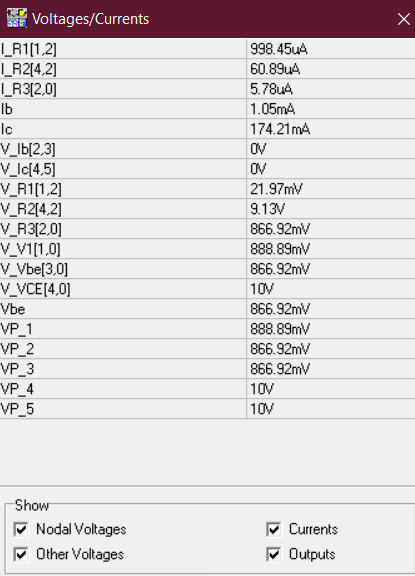 Voltages/Currents
I_R1[1,2] 998.45uA
I_R2[4,2] 60.89uA
I_R3[2,0] 5.78uA
Ib 1.05mA
Ic 174.21mA
V_Ib[2,3] 0V
V_Ic[4,5] 0V
V_R1[1,2] 21.97mV
V_R2[4,2] 9.13V
V_R3[2,0] 866.92mV
V_V1[1,0] 888.89mV
V_Vbe[3,0] 866.92mV
V_VCE[4,0] 10V
Vbe 866.92mV
VP_1 888.89mV
VP_2 866.92mV
VP_3 866.92mV
VP_4 10V
VP_5 10V
Show
Nodal Voltages Currents
Other Voltages Outputs